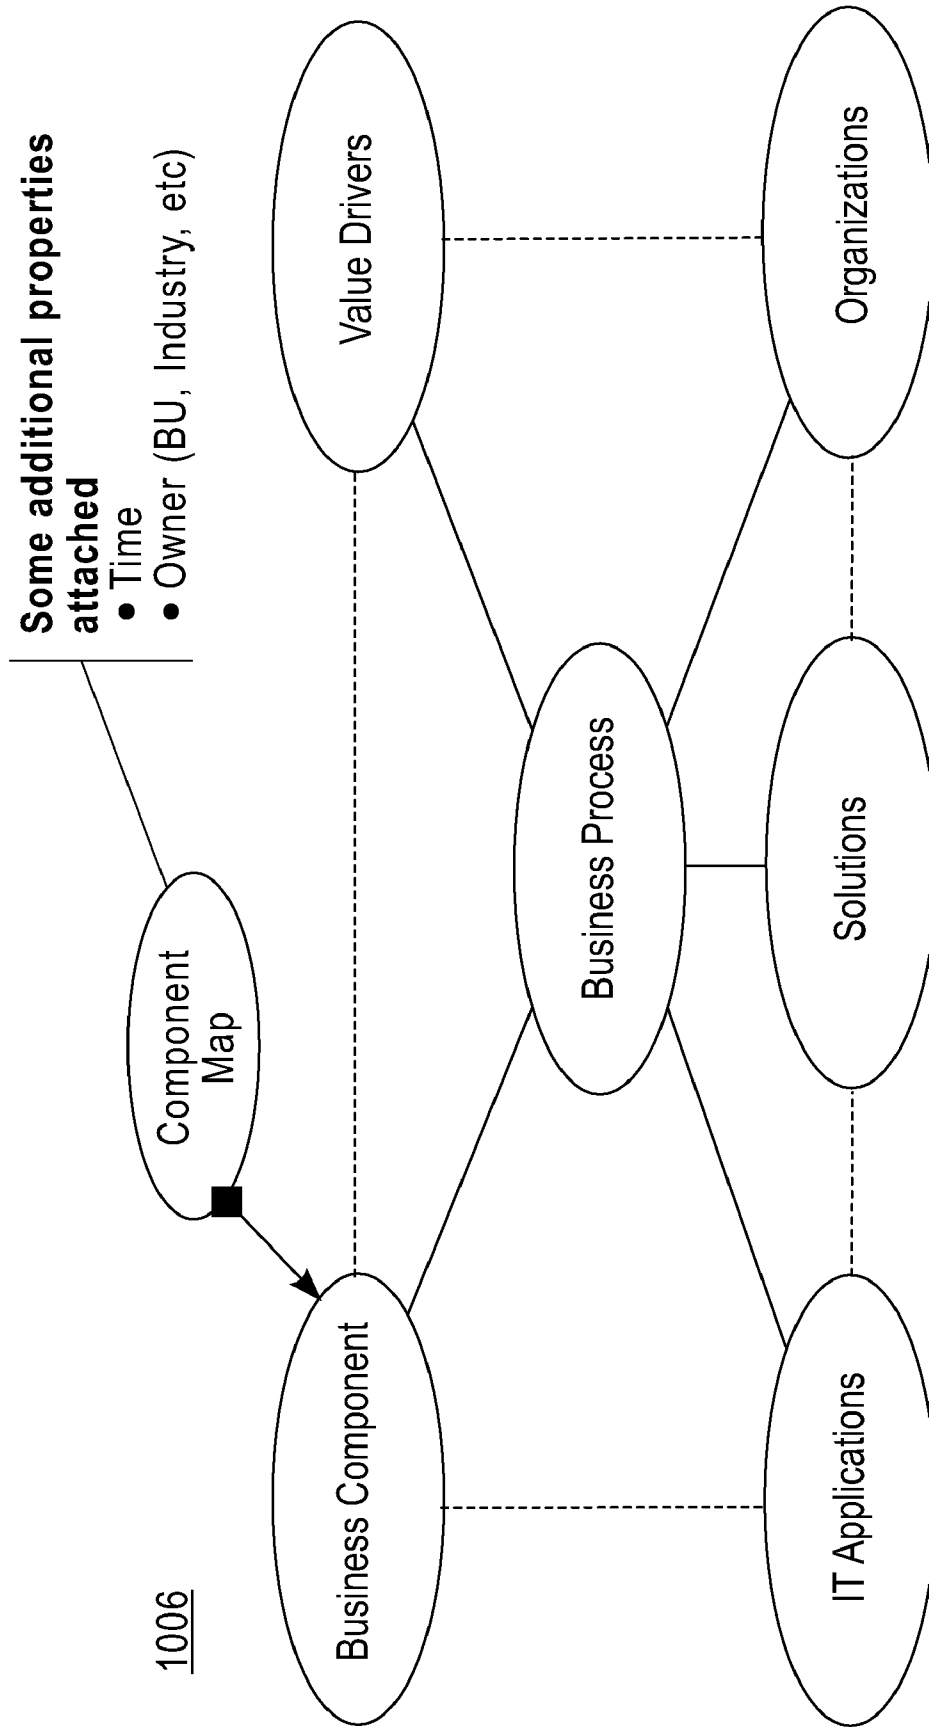 1006
Some additional properties
attached
• Time
• Owner (BU, Industry, etc)
Component
Map
Business Component
Value Drivers
Business Process
IT Applications
Solutions
Organizations